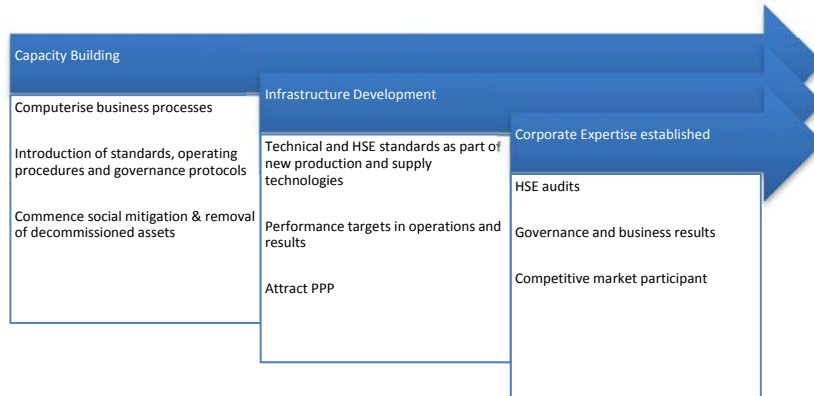 Capacity Building
Computerise business processes
Introduction of standards, operating
procedures and governance protocols
Commence social mitigation & removal
of decommissioned assets
Infrastructure Development
Technical and HSE standards as part of
new production and supply
technologies
Performance targets in operations and
results
Attract PPP
Corporate Expertise established
HSE audits
Governance and business results
Competitive market participant